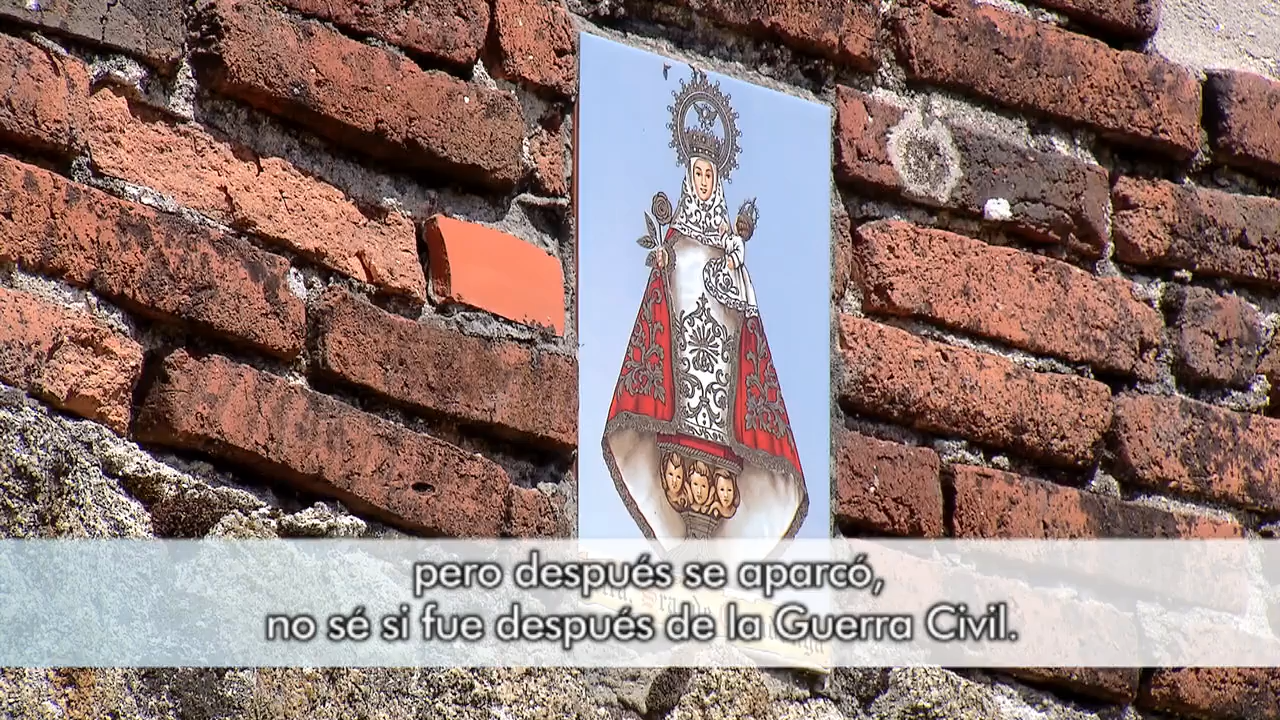 pero después se aparcó,
no sé si fue después de la Guerra Civil.